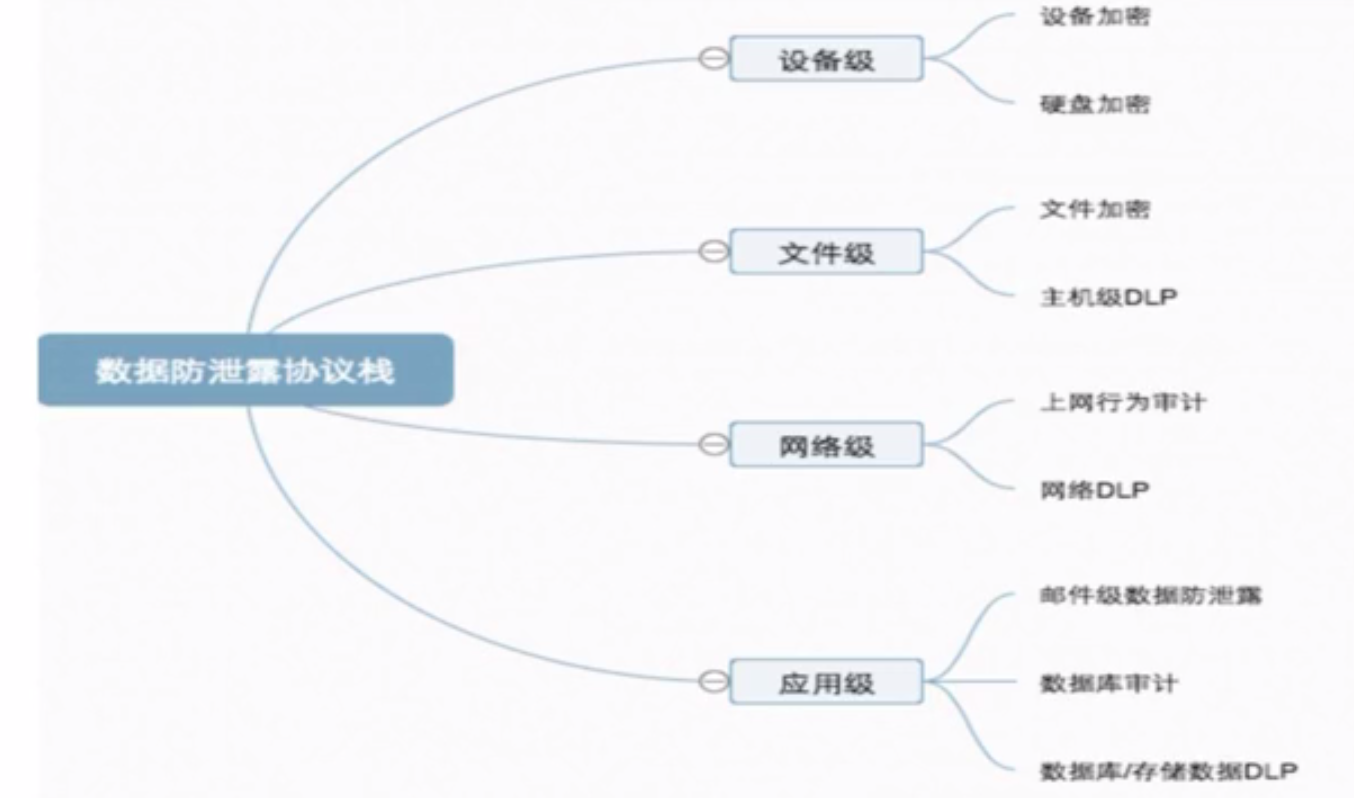 设备加密
设备级
硬盘加密
文件加密
文件级
主机级DLP
数据防泄露协议栈
上网行为审计
网络级
网络DLP
邮件级数据防泄露
应用级
数据库审计
数据库/存储数据DLP